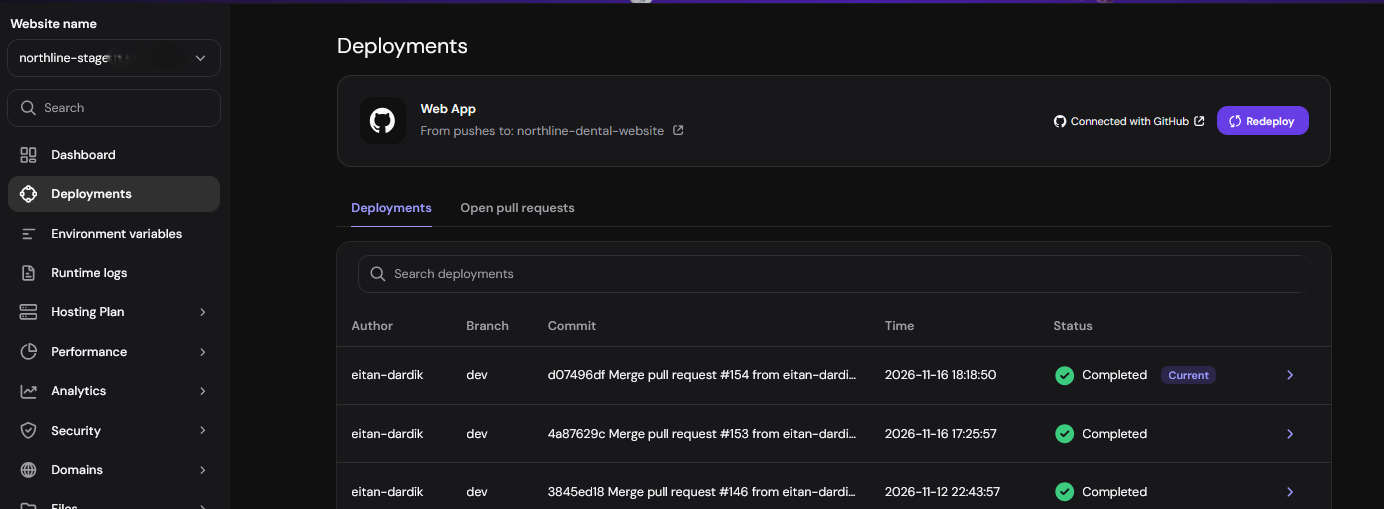 Website name
northline-stage
Search
Dashboard
Deployments
Environment variables
Runtime logs
Hosting Plan
Performance
Analytics
Security
Domains
Files
Deployments
Web App
From pushes to: northline-dental-website
Connected with GitHub
Redeploy
Deployments Open pull requests
Search deployments
Author Branch Commit Time Status
eitan-dardik dev d07496df Merge pull request #154 from eitan-dardi... 2026-11-16 18:18:50 Completed Current
eitan-dardik dev 4a87629c Merge pull request #153 from eitan-dardi... 2026-11-16 17:25:57 Completed
eitan-dardik dev 3845ed18 Merge pull request #146 from eitan-dardi... 2026-11-12 22:43:57 Completed